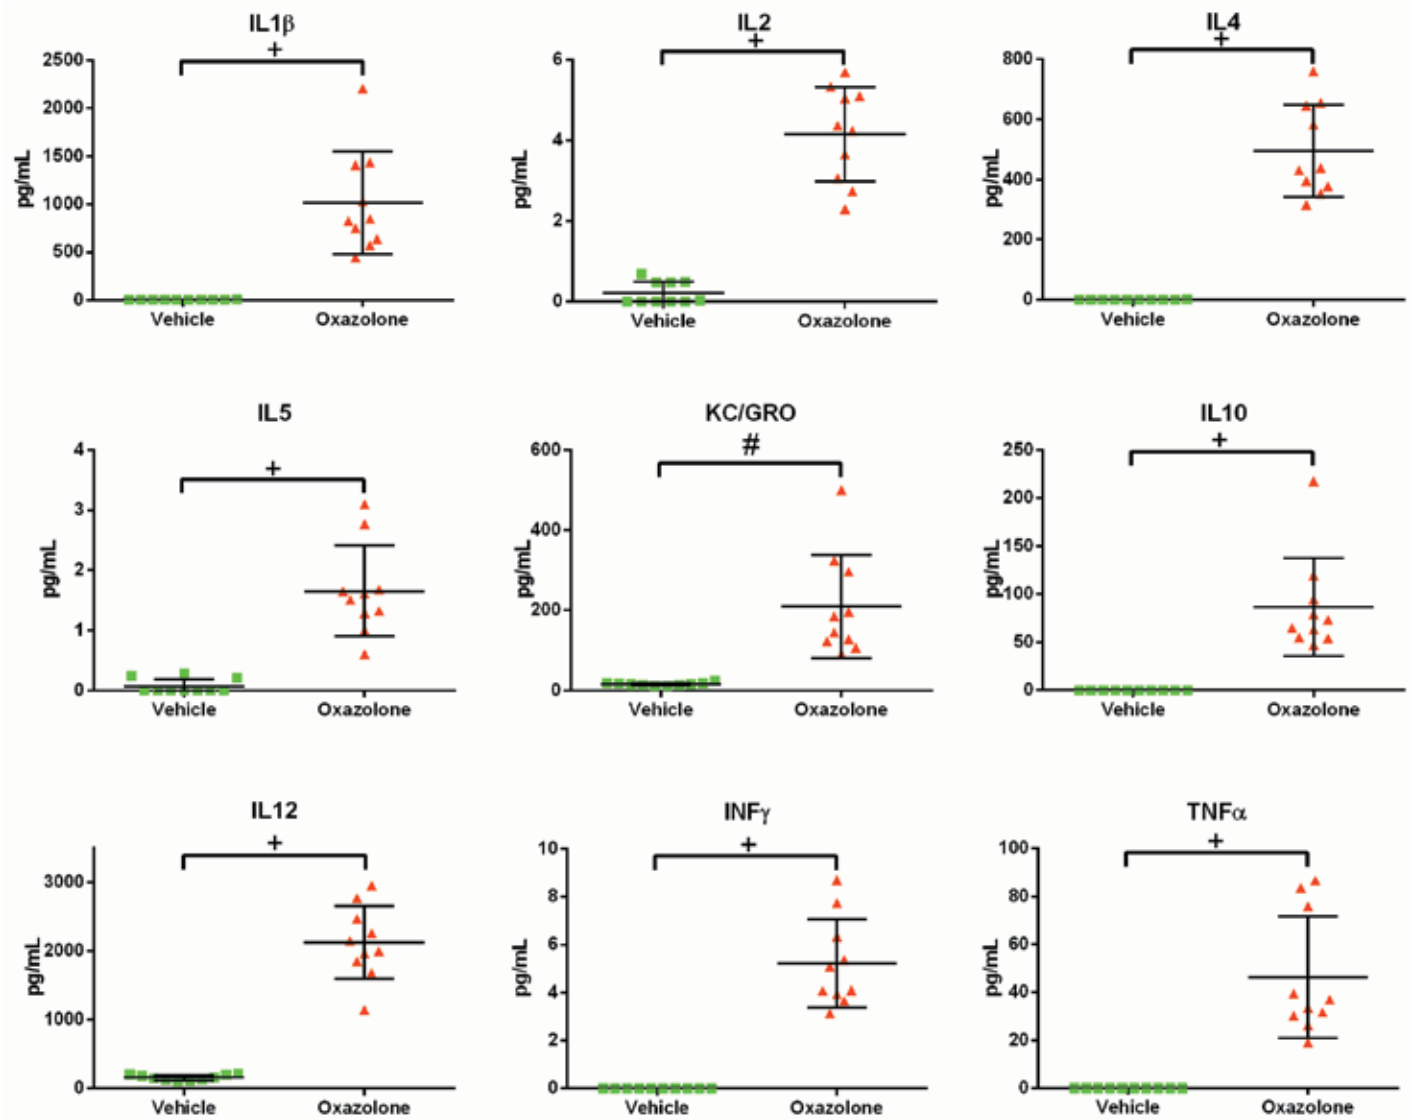 IL1β
+
2500
2000
1500
1000
500
0
pg/mL
Vehicle Oxazolone
IL2
+
6
4
2
0
pg/mL
Vehicle Oxazolone
IL4
+
800
600
400
200
0
pg/mL
Vehicle Oxazolone
IL5
+
4
3
2
1
0
pg/mL
Vehicle Oxazolone
KC/GRO
#
600
400
200
0
pg/mL
Vehicle Oxazolone
IL10
+
250
200
150
100
50
0
pg/mL
Vehicle Oxazolone
IL12
+
3000
2000
1000
0
pg/mL
Vehicle Oxazolone
INFγ
+
10
8
6
4
2
0
pg/mL
Vehicle Oxazolone
TNFα
+
100
80
60
40
20
0
pg/mL
Vehicle Oxazolone